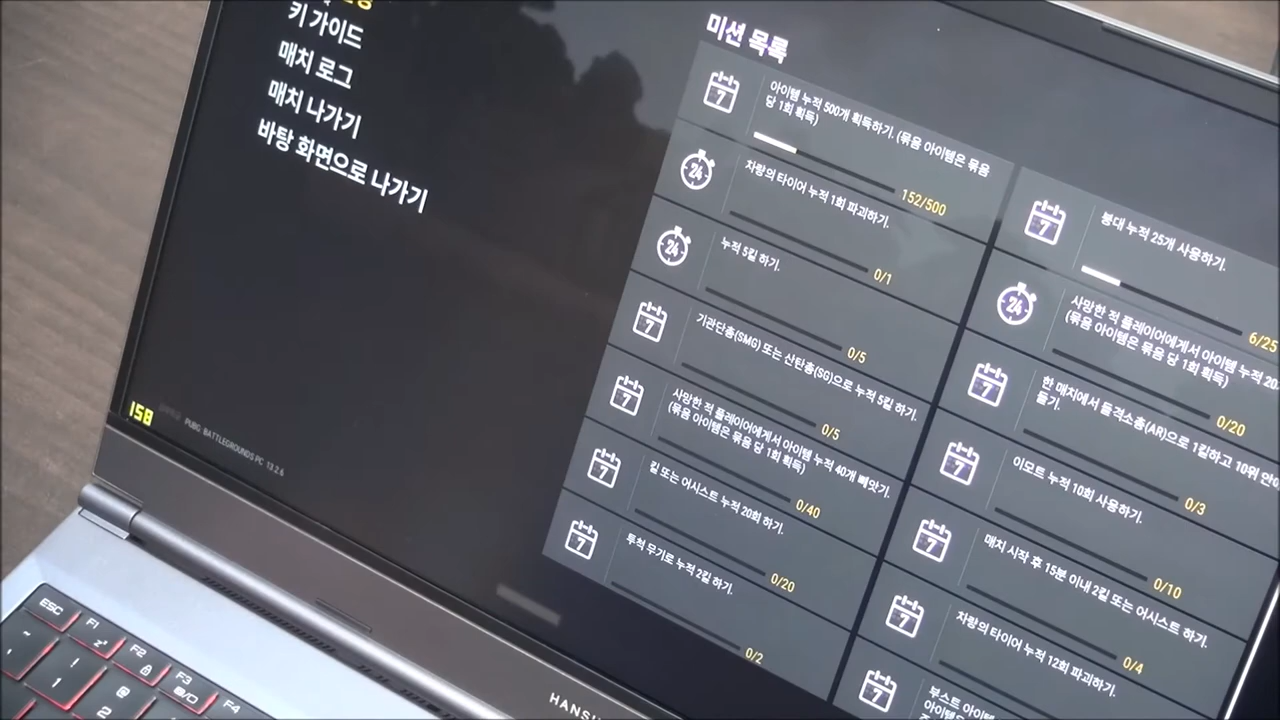 키 가이드
매치 로그
매치 나가기
바탕 화면으로 나가기
미션 목록
아이템 누적 500개 획득하기. (묶음 아이템은 묶음
당 1회 획득)
152/500
차량의 타이어 누적 1회 파괴하기.
0/1
누적 5킬 하기.
0/5
기관단총(SMG) 또는 산탄총(SG)으로 누적 5킬 하기.
0/5
사망한 적 플레이어에게서 아이템 누적 40개 빼앗기.
(묶음 아이템은 묶음 당 1회 획득)
0/40
킬 또는 어시스트 누적 20회 하기.
0/20
투척 무기로 누적 2킬 하기.
0/2
붕대 누적 25개 사용하기.
6/25
사망한 적 플레이어에게서 아이템 누적 20
(묶음 아이템은 묶음 당 1회 획득)
0/20
한 매치에서 돌격소총(AR)으로 1킬하고 10위 안에
들기.
0/3
이모트 누적 10회 사용하기.
0/10
매치 시작 후 15분 이내 2킬 또는 어시스트 하기.
0/4
차량의 타이어 누적 12회 파괴하기.
부스트 아이템
158
PUBG: BATTLEGROUNDS PC 13.2.6
ESC
F1
F2
F3
F4
~
!
1
@
2
HANSU